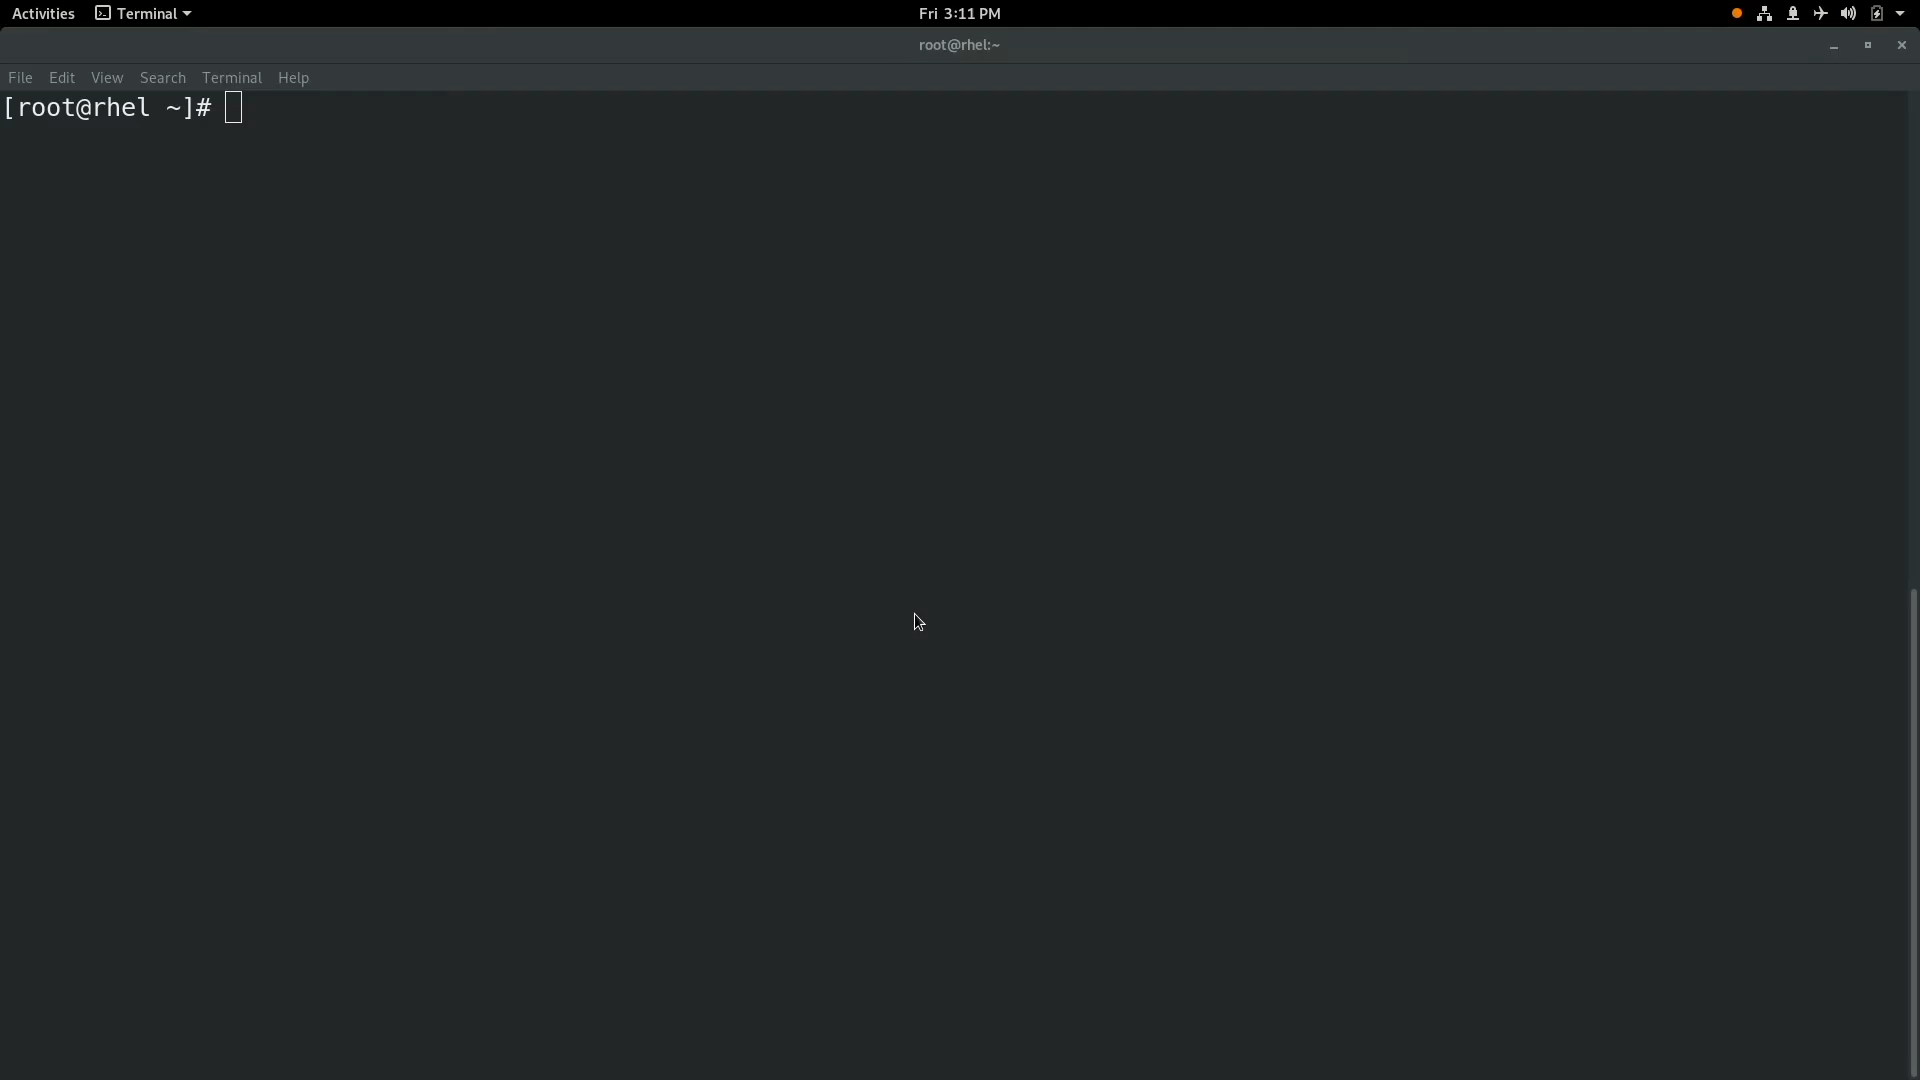 Activities Terminal Fri 3:11 PM
root@rhel:~
File Edit View Search Terminal Help
[root@rhel ~]#